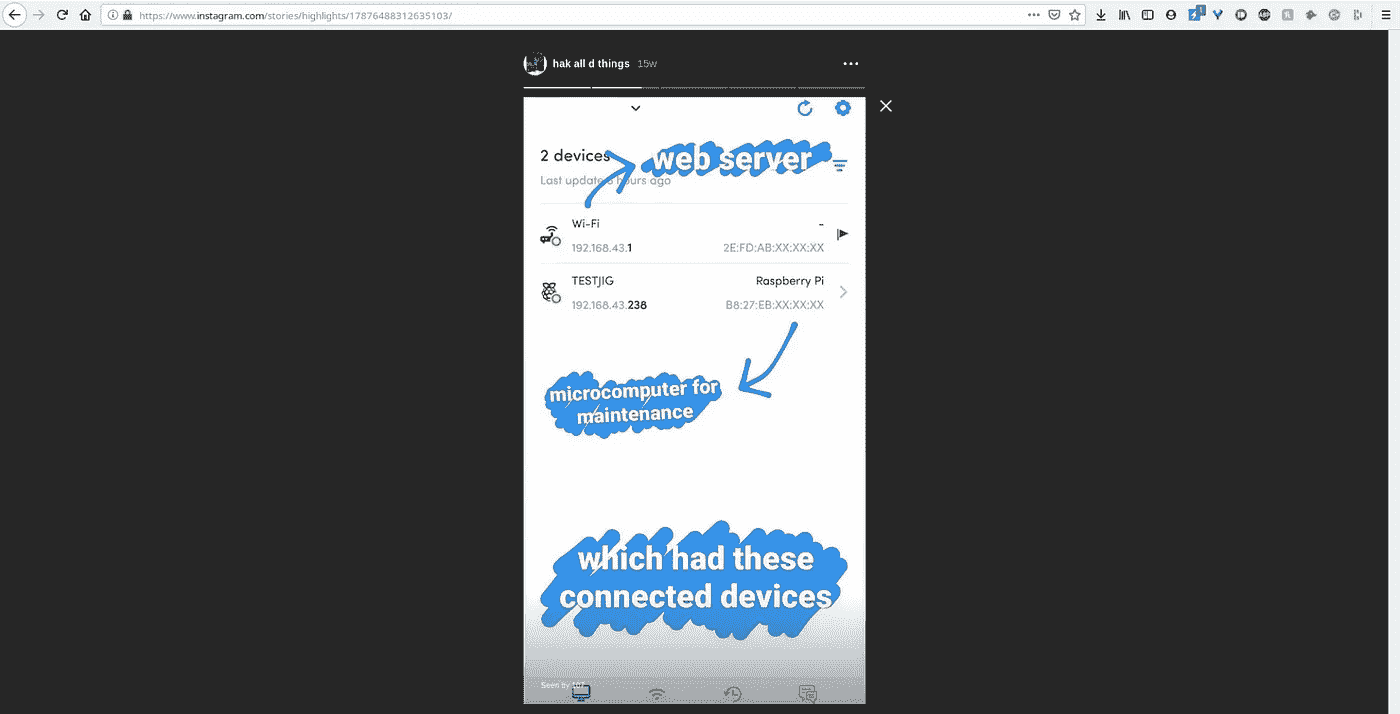 https://www.instagram.com/stories/highlights/17876488312635103/
hak all d things 15w
2 devices
web server
Last update 8 hours ago
Wi-Fi -
192.168.43.1 2E:FD:AB:XX:XX:XX
TESTJIG Raspberry Pi
192.168.43.238 B8:27:EB:XX:XX:XX
microcomputer for
maintenance
which had these
connected devices
Seen by